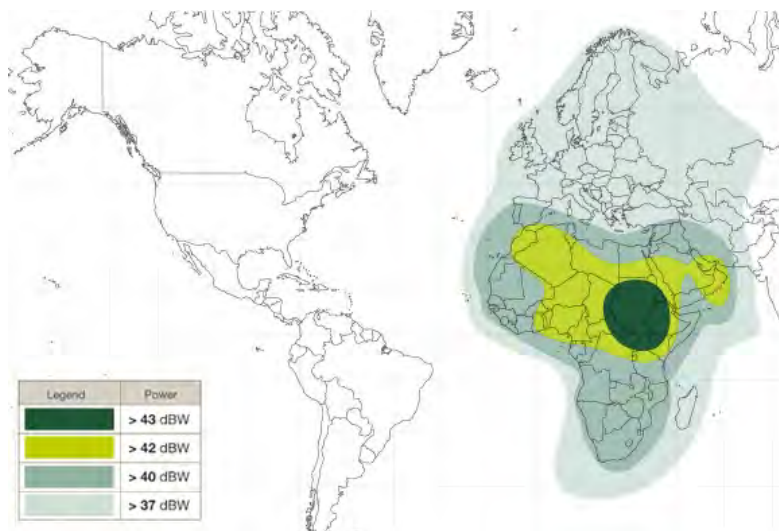 Legend Power
> 43 dBW
> 42 dBW
> 40 dBW
> 37 dBW